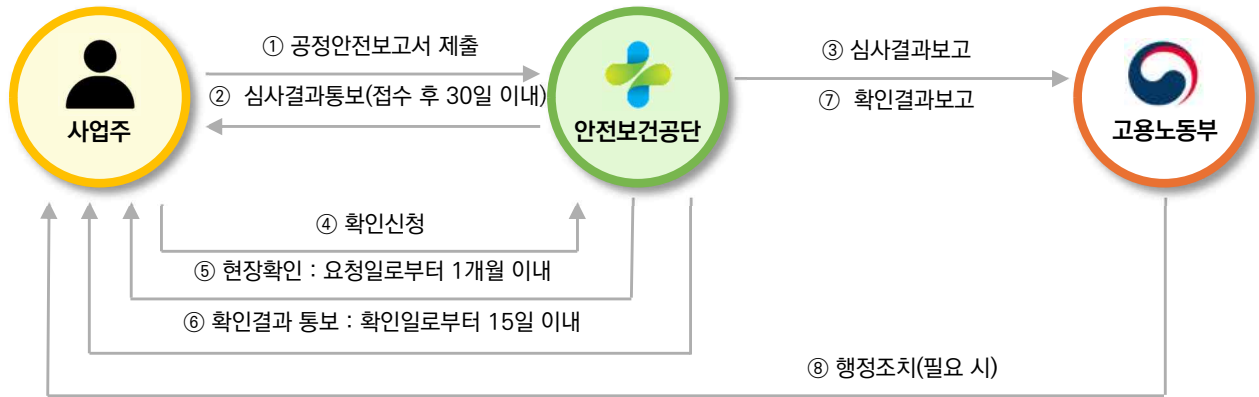 ① 공정안전보고서 제출
③ 심사결과보고
② 심사결과통보(접수 후 30일 이내)
⑦ 확인결과보고
사업주
안전보건공단
고용노동부
④ 확인신청
⑤ 현장확인 : 요청일로부터 1개월 이내
⑥ 확인결과 통보 : 확인일로부터 15일 이내
⑧ 행정조치(필요 시)